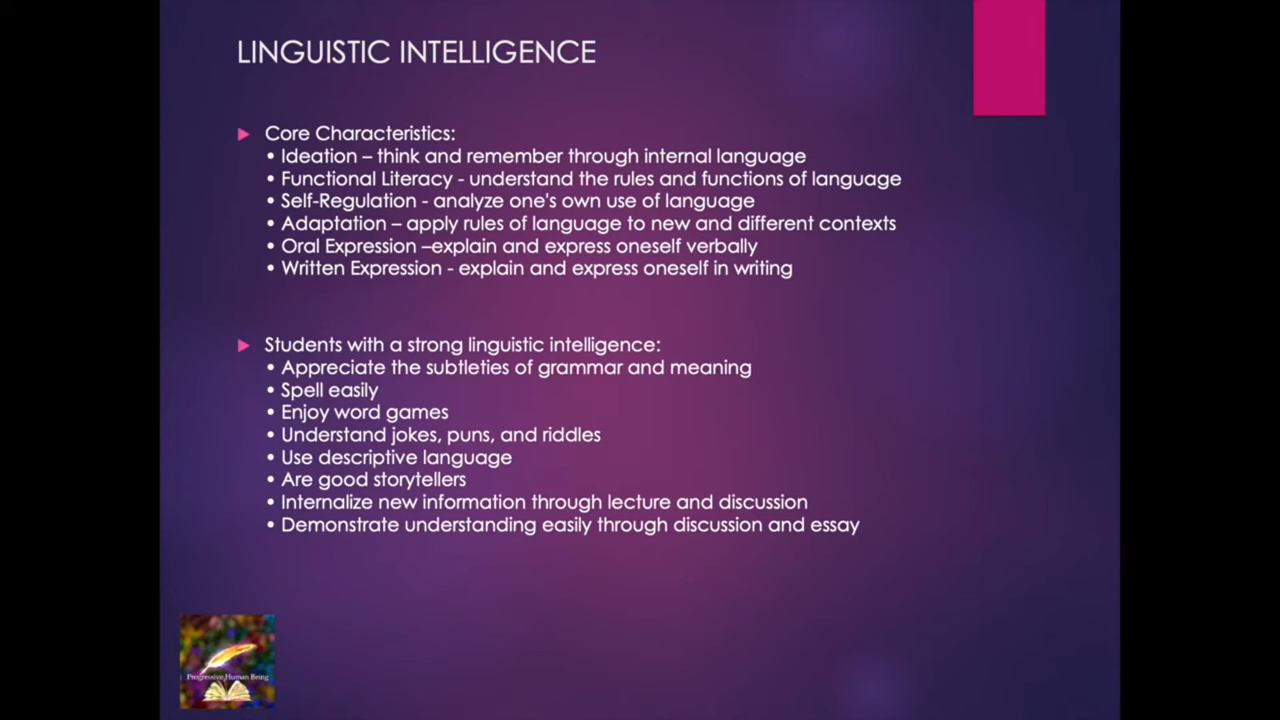 LINGUISTIC INTELLIGENCE
Core Characteristics:
• Ideation – think and remember through internal language
• Functional Literacy - understand the rules and functions of language
• Self-Regulation - analyze one's own use of language
• Adaptation – apply rules of language to new and different contexts
• Oral Expression –explain and express oneself verbally
• Written Expression - explain and express oneself in writing
Students with a strong linguistic intelligence:
• Appreciate the subtleties of grammar and meaning
• Spell easily
• Enjoy word games
• Understand jokes, puns, and riddles
• Use descriptive language
• Are good storytellers
• Internalize new information through lecture and discussion
• Demonstrate understanding easily through discussion and essay
Progressive Human Being